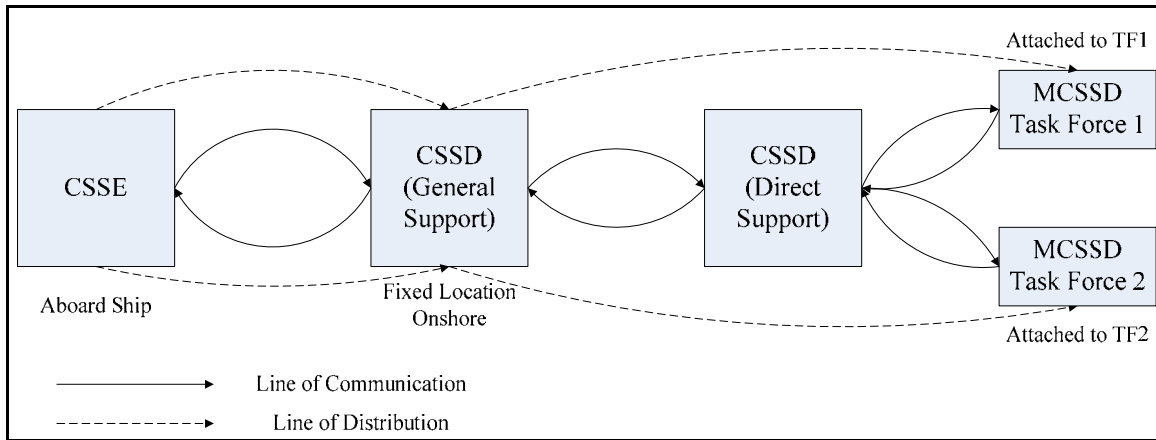 Attached to TF1
MCSSD
Task Force 1
CSSE
CSSD
(General
Support)
CSSD
(Direct
Support)
MCSSD
Task Force 2
Aboard Ship
Fixed Location
Onshore
Attached to TF2
Line of Communication
Line of Distribution